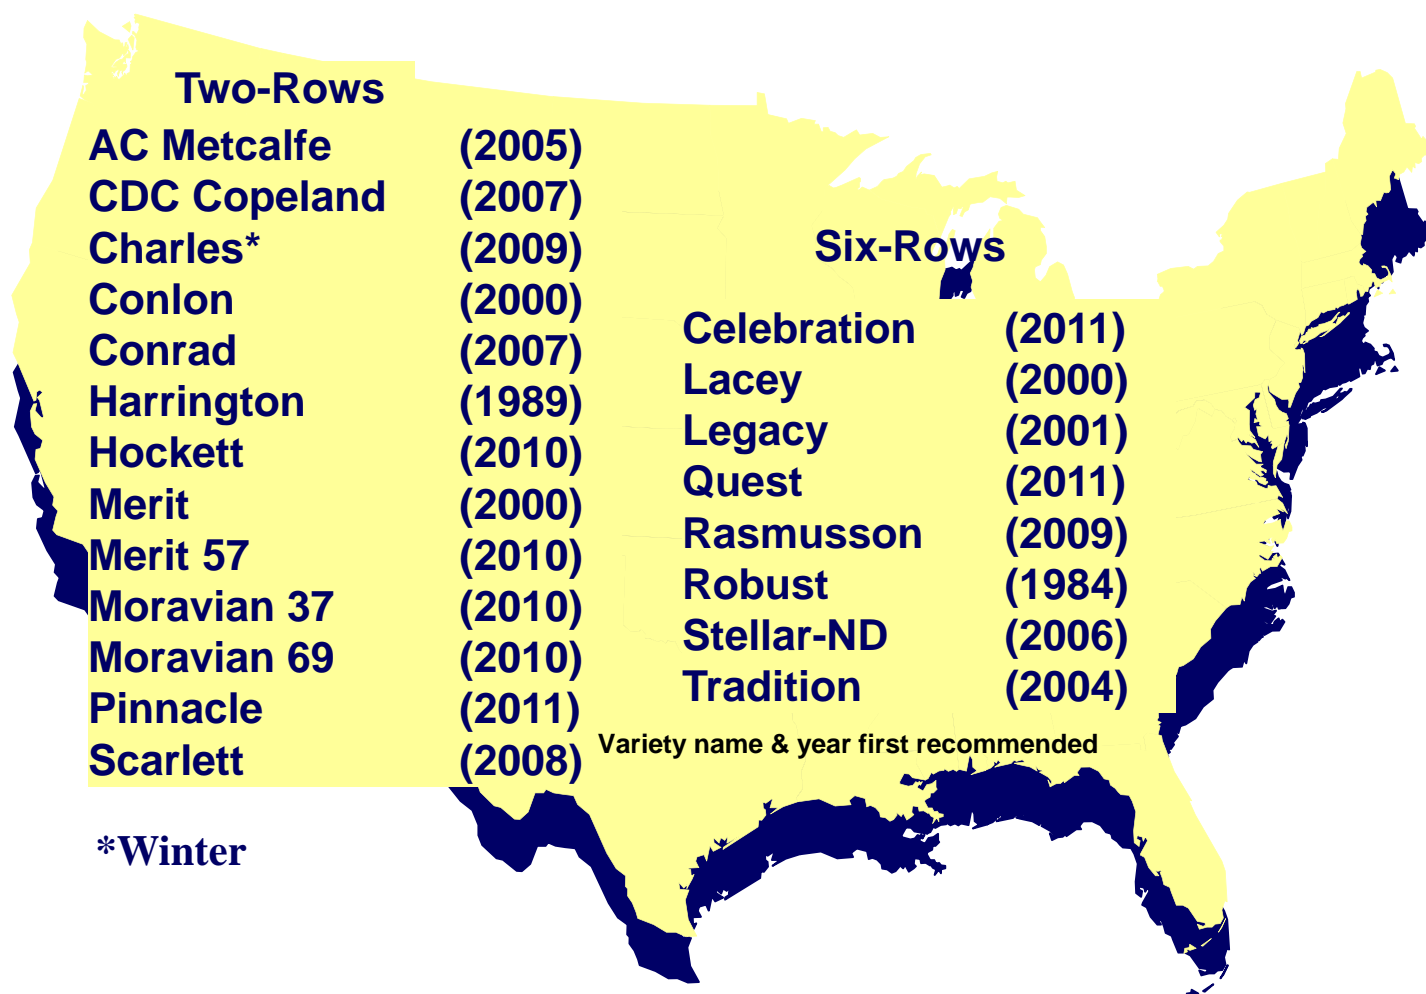 Two-Rows
AC Metcalfe (2005)
CDC Copeland (2007)
Charles* (2009)
Conlon (2000)
Conrad (2007)
Harrington (1989)
Hockett (2010)
Merit (2000)
Merit 57 (2010)
Moravian 37 (2010)
Moravian 69 (2010)
Pinnacle (2011)
Scarlett (2008)
*Winter
Six-Rows
Celebration (2011)
Lacey (2000)
Legacy (2001)
Quest (2011)
Rasmusson (2009)
Robust (1984)
Stellar-ND (2006)
Tradition (2004)
Variety name & year first recommended